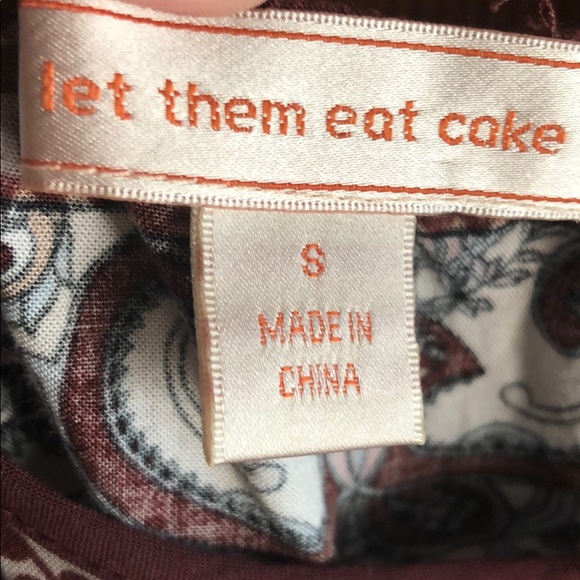 let them eat cake
S
MADE IN
CHINA